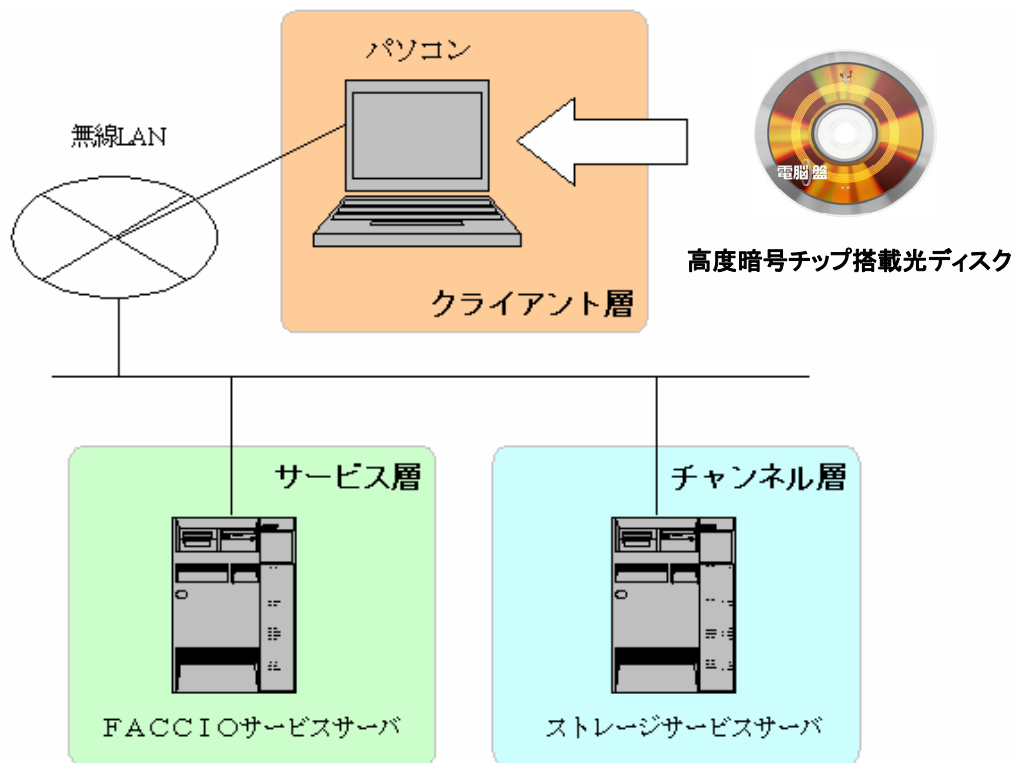 パソコン
無線LAN
電脳盤
高度暗号チップ搭載光ディスク
クライアント層
サービス層
チャンネル層
ＦＡＣＣＩＯサービスサーバ
ストレージサービスサーバ